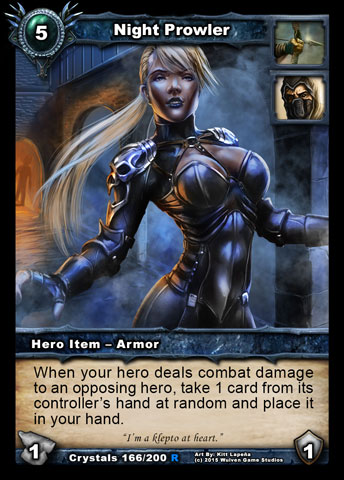 5
Night Prowler
Hero Item – Armor
When your hero deals combat damage
to an opposing hero, take 1 card from its
controller's hand at random and place it
in your hand.
"I'm a klepto at heart."
1
Crystals 166/200 R
Art By: Kitt Lapeña
(c) 2015 Wulven Game Studios
1